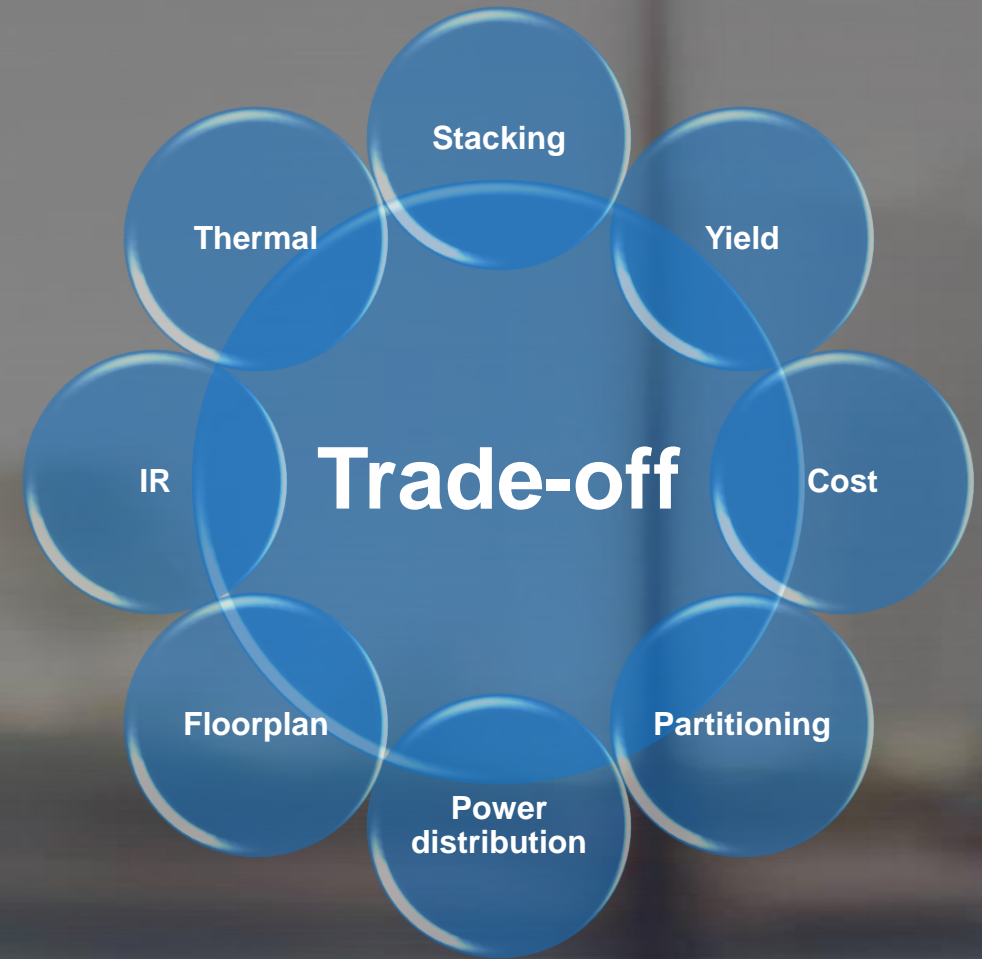 Stacking
Thermal
Yield
IR
Trade-off
Cost
Floorplan
Partitioning
Power
distribution